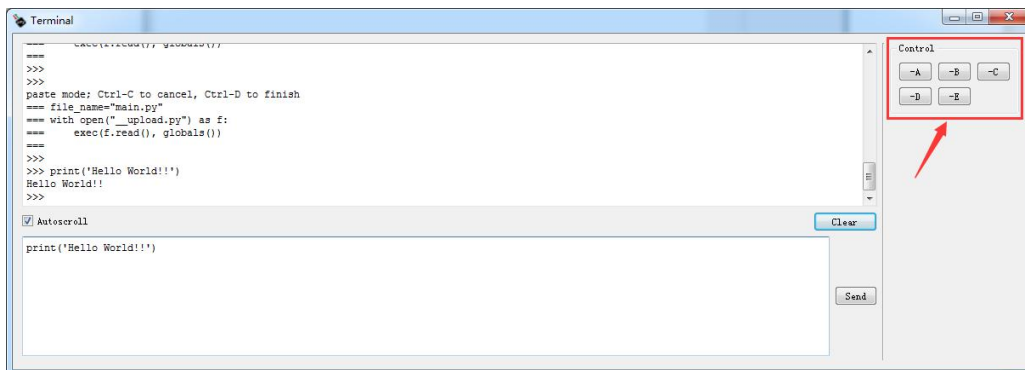 Terminal
===     exec(f.read(), globals())
===
>>>
>>>
paste mode; Ctrl-C to cancel, Ctrl-D to finish
=== file_name="main.py"
=== with open("__upload.py") as f:
===     exec(f.read(), globals())
===
>>>
>>> print('Hello World!!')
Hello World!!
>>>
Autoscroll
Clear
print('Hello World!!')
Send
Control
-A -B -C
-D -E